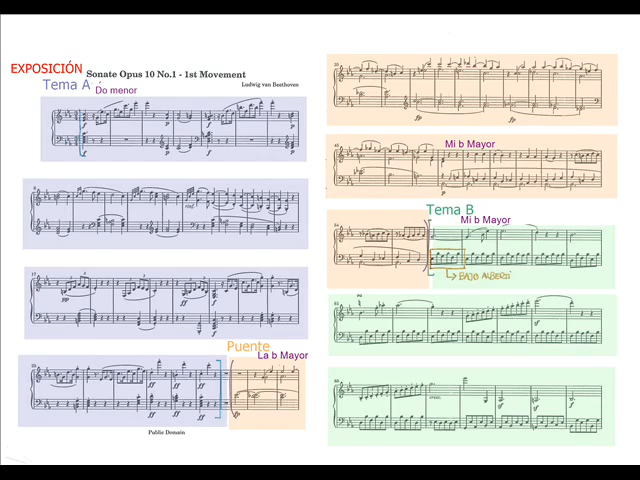 EXPOSICIÓN
Sonate Opus 10 No.1 - 1st Movement
Ludwig van Beethoven
Tema A
Do menor
Puente
La b Mayor
Public Domain
Mi b Mayor
Tema B
Mi b Mayor
BAJO ALBERTI